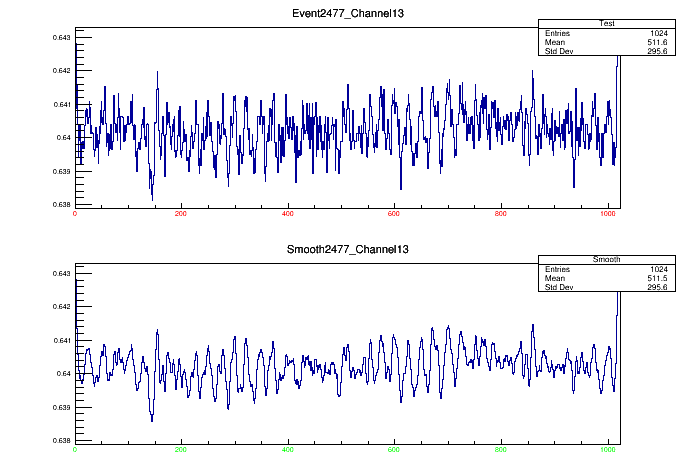 Event2477_Channel13
Test
Entries 1024
Mean 511.6
Std Dev 295.6
0.643
0.642
0.641
0.64
0.639
0.638
0 200 400 600 800 1000
Smooth2477_Channel13
Smooth
Entries 1024
Mean 511.5
Std Dev 295.6
0.643
0.642
0.641
0.64
0.639
0.638
0 200 400 600 800 1000